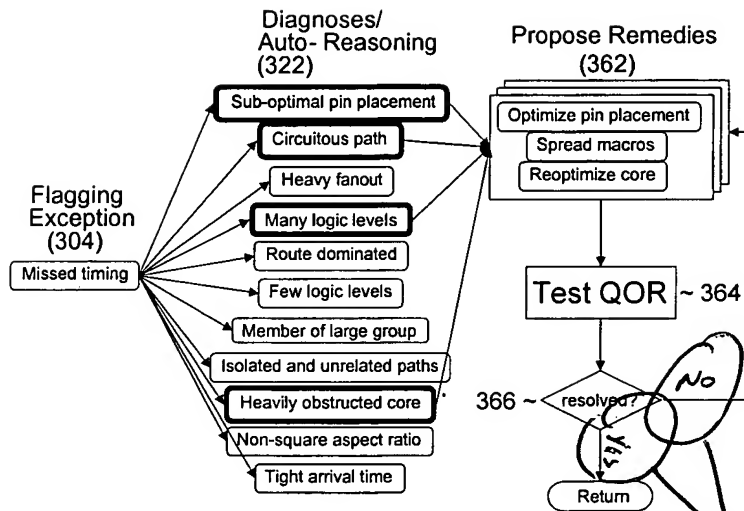 Diagnoses/
Auto- Reasoning
(322)
Propose Remedies
(362)
Flagging
Exception
(304)
Missed timing
Sub-optimal pin placement
Circuitous path
Heavy fanout
Many logic levels
Route dominated
Few logic levels
Member of large group
Isolated and unrelated paths
Heavily obstructed core
Non-square aspect ratio
Tight arrival time
Optimize pin placement
Spread macros
Reoptimize core
Test QOR ~ 364
366 ~ resolved?
NO
Yes
Return